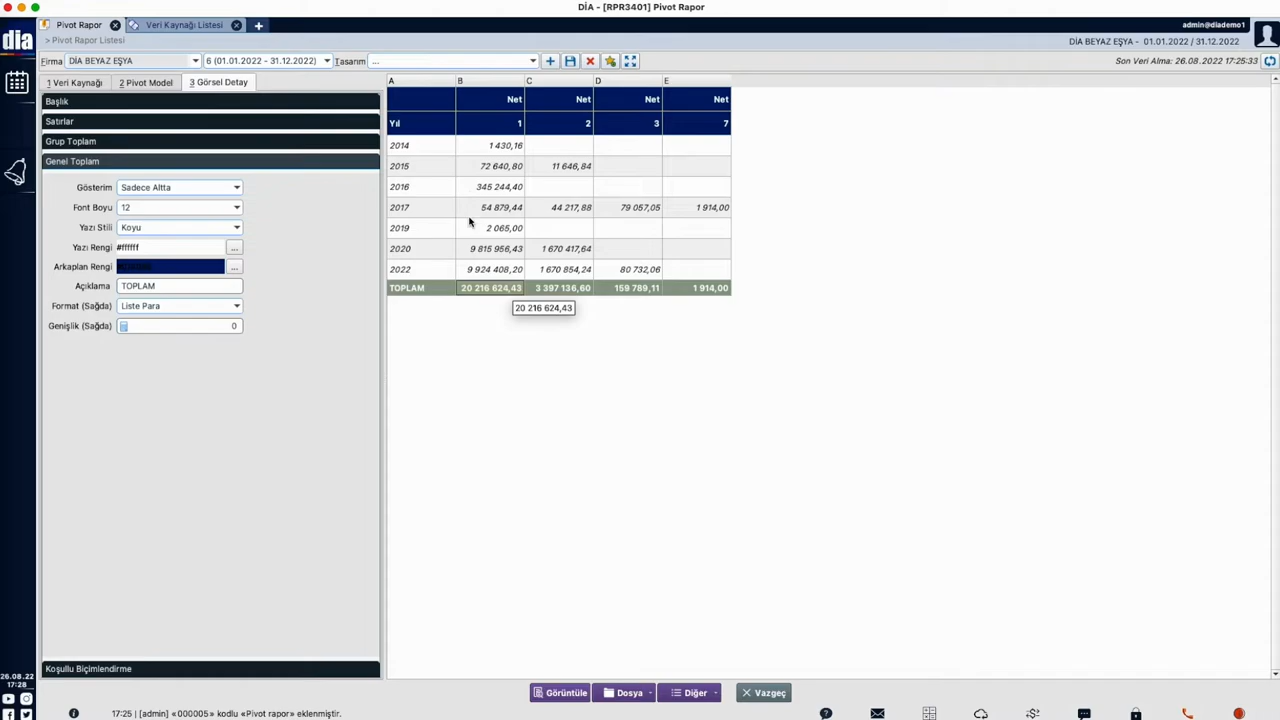 DİA - [RPR3401] Pivot Rapor
dia
Pivot Rapor
Veri Kaynağı Listesi
admin@diademo1
> Pivot Rapor Listesi
DİA BEYAZ EŞYA - 01.01.2022 / 31.12.2022
Firma DİA BEYAZ EŞYA 6 (01.01.2022 - 31.12.2022) Tasarım ...
Son Veri Alma: 26.08.2022 17:25:33
1 Veri Kaynağı 2 Pivot Model 3 Görsel Detay
Başlık
Satırlar
Grup Toplam
Genel Toplam
Gösterim Sadece Altta
Font Boyu 12
Yazı Stili Koyu
Yazı Rengi #ffffff ...
Arkaplan Rengi ...
Açıklama TOPLAM
Format (Sağda) Liste Para
Genişlik (Sağda) 0
Koşullu Biçimlendirme
A B C D E
Net Net Net Net
Yıl 1 2 3 7
2014 1 430,16
2015 72 640,80 11 646,84
2016 345 244,40
2017 54 879,44 44 217,88 79 057,05 1 914,00
2019 2 065,00
2020 9 815 956,43 1 670 417,64
2022 9 924 408,20 1 670 854,24 80 732,06
TOPLAM 20 216 624,43 3 397 136,60 159 789,11 1 914,00
20 216 624,43
26.08.22
17:28
Görüntüle Dosya Diğer Vazgeç
17:25 | [admin] «000005» kodlu «Pivot rapor» eklenmiştir.